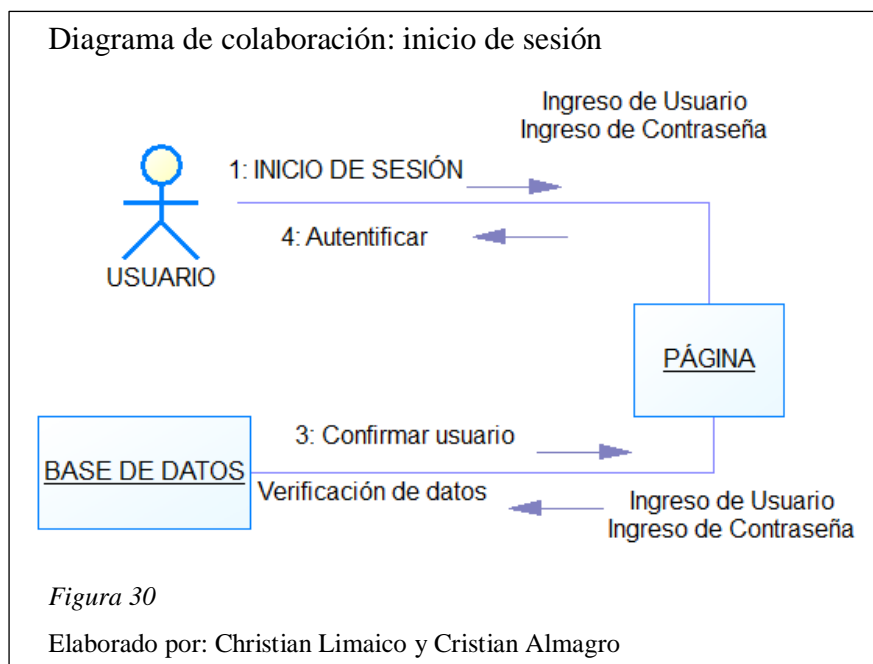 Diagrama de colaboración: inicio de sesión
Ingreso de Usuario
Ingreso de Contraseña
1: INICIO DE SESIÓN
4: Autentificar
USUARIO
PÁGINA
3: Confirmar usuario
BASE DE DATOS
Verificación de datos
Ingreso de Usuario
Ingreso de Contraseña
Figura 30
Elaborado por: Christian Limaico y Cristian Almagro